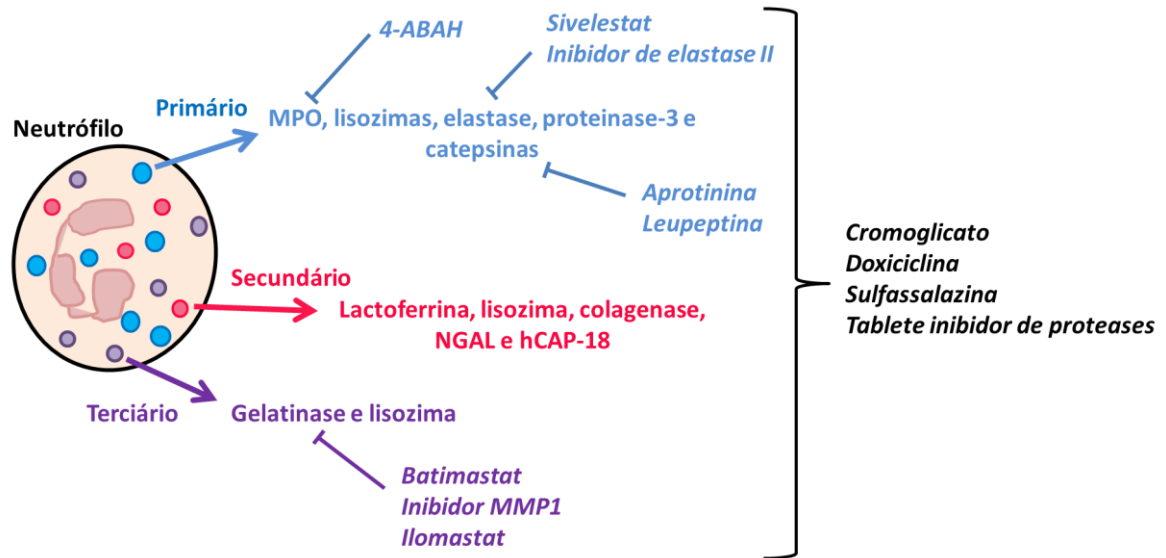 4-ABAH
Sivelestat
Inibidor de elastase II
Primário
MPO, lisozimas, elastase, proteinase-3 e
catepsinas
Neutrófilo
Aprotinina
Leupeptina
Secundário
Lactoferrina, lisozima, colagenase,
NGAL e hCAP-18
Terciário
Gelatinase e lisozima
Batimastat
Inibidor MMP1
Ilomastat
Cromoglicato
Doxiciclina
Sulfassalazina
Tablete inibidor de proteases